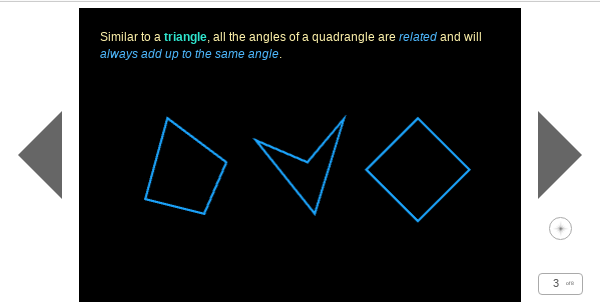 Similar to a triangle, all the angles of a quadrangle are related and will
always add up to the same angle.
3 of 8